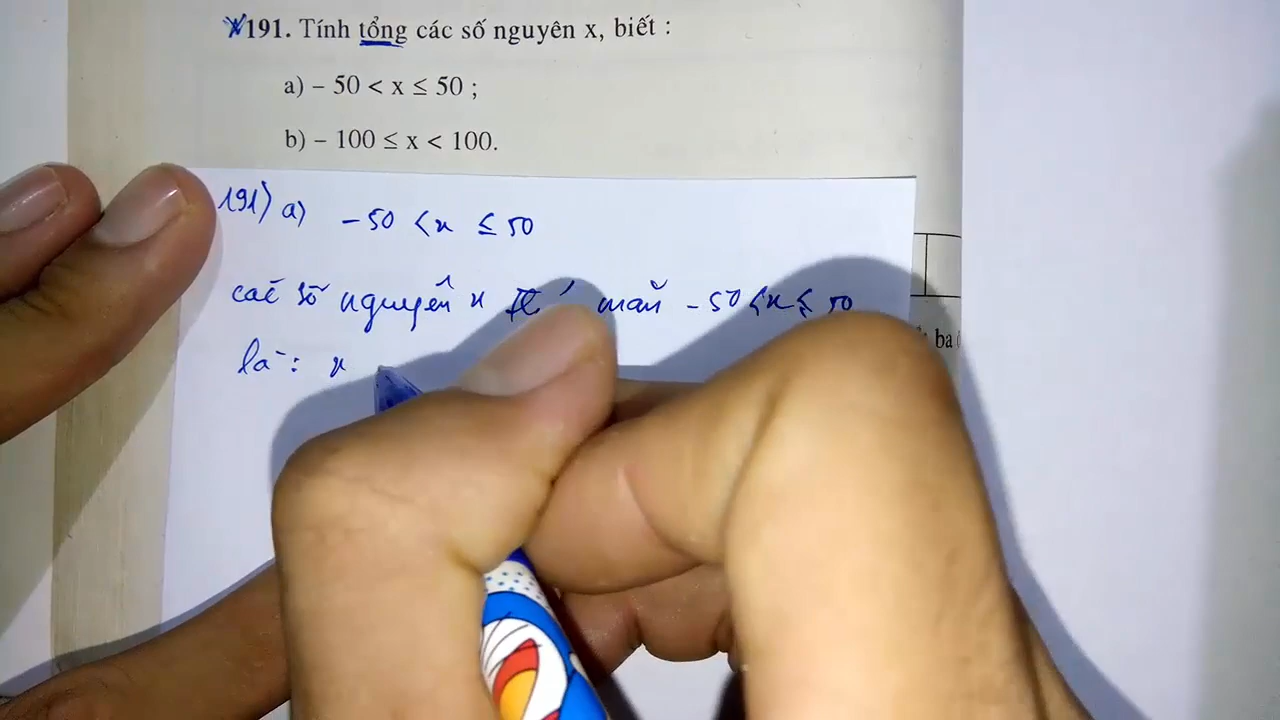 191. Tính tổng các số nguyên x, biết :
a) – 50 < x ≤ 50 ;
b) – 100 ≤ x < 100.
191) a) -50 < x ≤ 50
các số nguyên x mãn -50 < x ≤ 50
là : x
ba